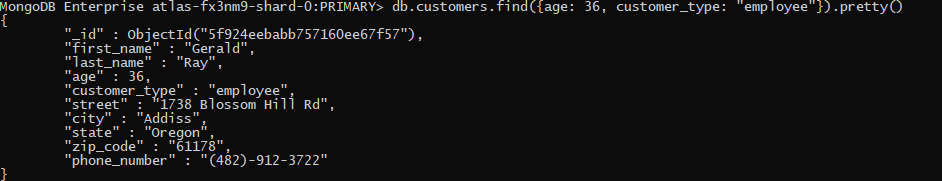 MongoDB Enterprise atlas-fx3nm9-shard-0:PRIMARY> db.customers.find({age: 36, customer_type: "employee"}).pretty()
{
        "_id" : ObjectId("5f924eebabb757160ee67f57"),
        "first_name" : "Gerald",
        "last_name" : "Ray",
        "age" : 36,
        "customer_type" : "employee",
        "street" : "1738 Blossom Hill Rd",
        "city" : "Addiss",
        "state" : "Oregon",
        "zip_code" : "61178",
        "phone_number" : "(482)-912-3722"
}